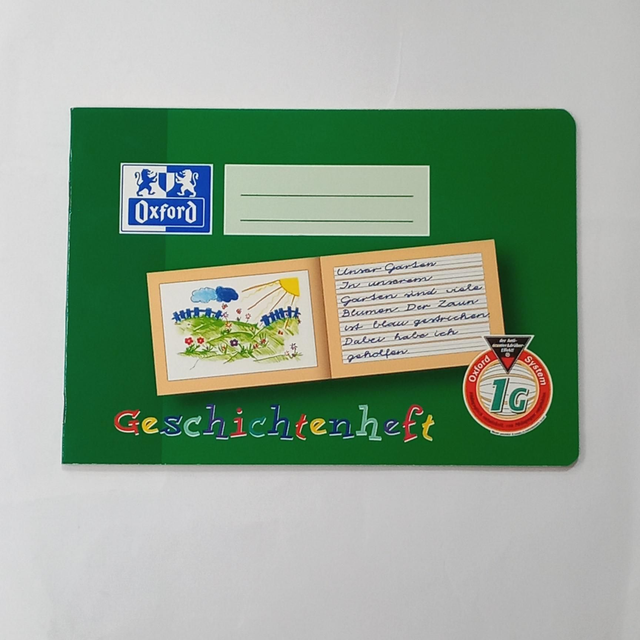 Oxford
Unser Garten
In unserem
Garten sind viele
Blumen. Der Zaun
ist blau gestrichen.
Dabei habe ich
geholfen.
Oxford System
1G
Geschichtenheft